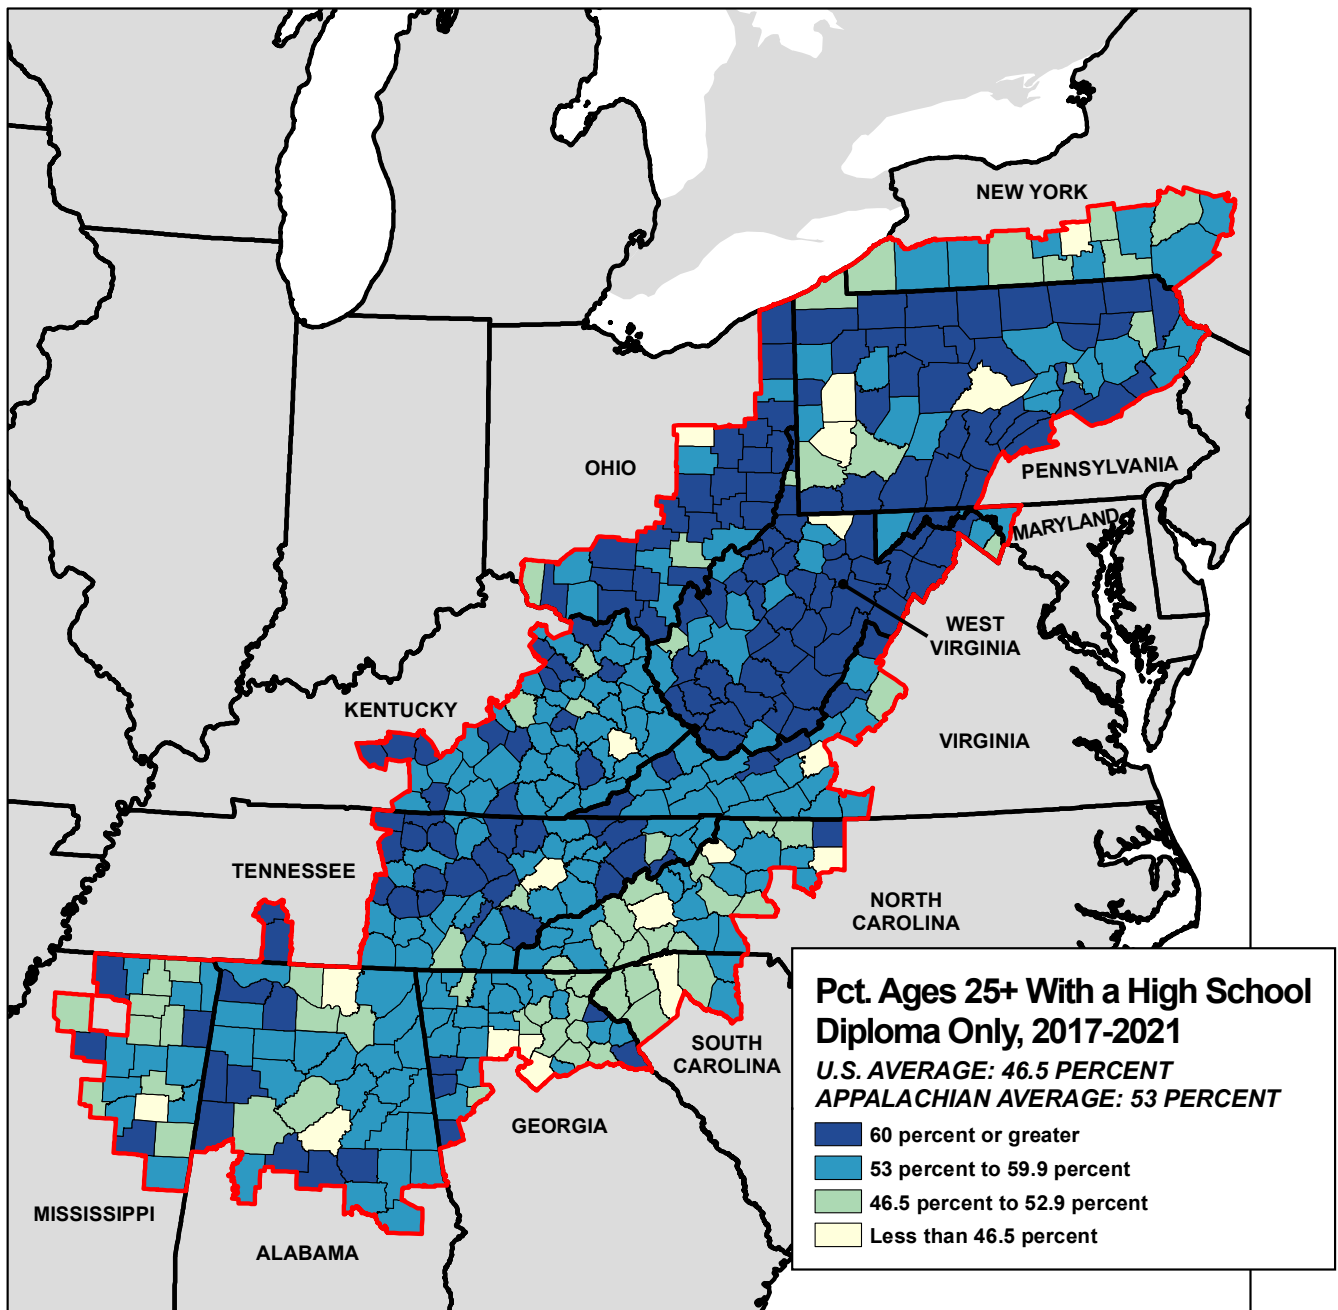 NEW YORK
OHIO
PENNSYLVANIA
MARYLAND
WEST
VIRGINIA
KENTUCKY
VIRGINIA
TENNESSEE
NORTH
CAROLINA
SOUTH
CAROLINA
GEORGIA
MISSISSIPPI
ALABAMA
Pct. Ages 25+ With a High School
Diploma Only, 2017-2021
U.S. AVERAGE: 46.5 PERCENT
APPALACHIAN AVERAGE: 53 PERCENT
60 percent or greater
53 percent to 59.9 percent
46.5 percent to 52.9 percent
Less than 46.5 percent